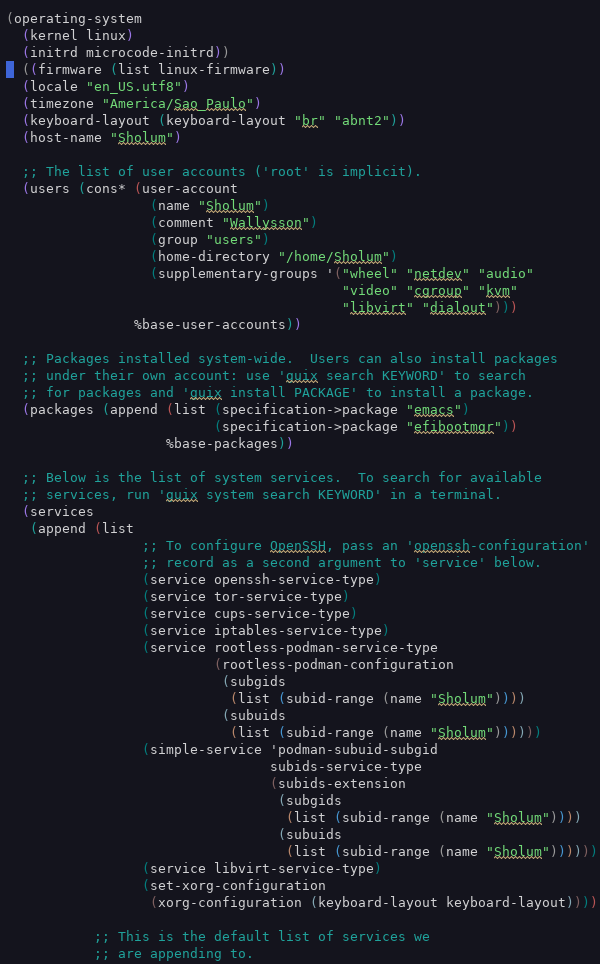 (operating-system
  (kernel linux)
  (initrd microcode-initrd))
  ((firmware (list linux-firmware))
  (locale "en_US.utf8")
  (timezone "America/Sao_Paulo")
  (keyboard-layout (keyboard-layout "br" "abnt2"))
  (host-name "Sholum")

  ;; The list of user accounts ('root' is implicit).
  (users (cons* (user-account
                  (name "Sholum")
                  (comment "Wallysson")
                  (group "users")
                  (home-directory "/home/Sholum")
                  (supplementary-groups '("wheel" "netdev" "audio"
                                          "video" "cgroup" "kvm"
                                          "libvirt" "dialout")))
                %base-user-accounts))

  ;; Packages installed system-wide.  Users can also install packages
  ;; under their own account: use 'guix search KEYWORD' to search
  ;; for packages and 'guix install PACKAGE' to install a package.
  (packages (append (list (specification->package "emacs")
                          (specification->package "efibootmgr"))
                    %base-packages))

  ;; Below is the list of system services.  To search for available
  ;; services, run 'guix system search KEYWORD' in a terminal.
  (services
   (append (list
                 ;; To configure OpenSSH, pass an 'openssh-configuration'
                 ;; record as a second argument to 'service' below.
                 (service openssh-service-type)
                 (service tor-service-type)
                 (service cups-service-type)
                 (service iptables-service-type)
                 (service rootless-podman-service-type
                          (rootless-podman-configuration
                           (subgids
                            (list (subid-range (name "Sholum"))))
                           (subuids
                            (list (subid-range (name "Sholum"))))))
                 (simple-service 'podman-subuid-subgid
                                 subids-service-type
                                 (subids-extension
                                  (subgids
                                   (list (subid-range (name "Sholum"))))
                                  (subuids
                                   (list (subid-range (name "Sholum"))))))
                 (service libvirt-service-type)
                 (set-xorg-configuration
                  (xorg-configuration (keyboard-layout keyboard-layout))))

           ;; This is the default list of services we
           ;; are appending to.